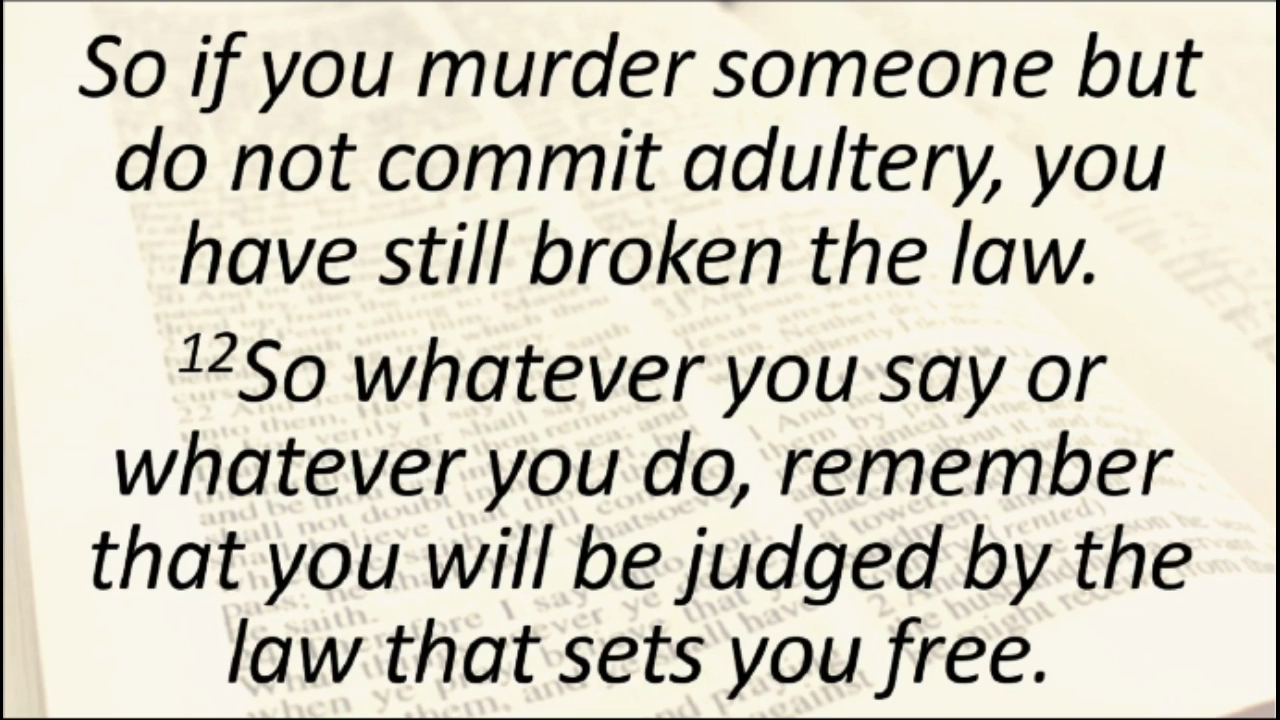 So if you murder someone but
do not commit adultery, you
have still broken the law.
¹²So whatever you say or
whatever you do, remember
that you will be judged by the
law that sets you free.